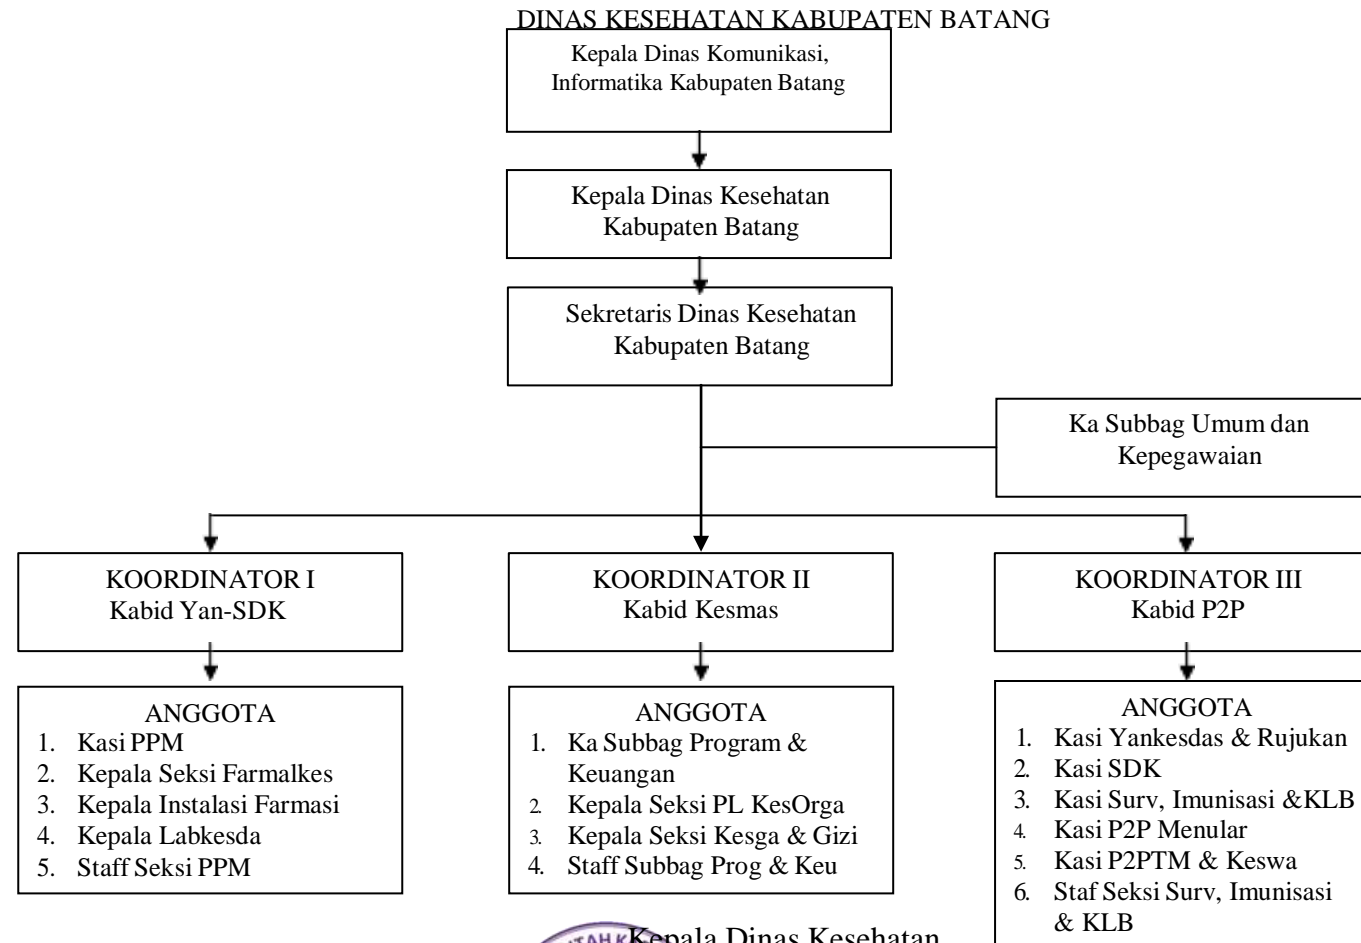 DINAS KESEHATAN KABUPATEN BATANG
Kepala Dinas Komunikasi,
Informatika Kabupaten Batang
Kepala Dinas Kesehatan
Kabupaten Batang
Sekretaris Dinas Kesehatan
Kabupaten Batang
Ka Subbag Umum dan
Kepegawaian
KOORDINATOR I
Kabid Yan-SDK
KOORDINATOR II
Kabid Kesmas
KOORDINATOR III
Kabid P2P
ANGGOTA
1. Kasi PPM
2. Kepala Seksi Farmalkes
3. Kepala Instalasi Farmasi
4. Kepala Labkesda
5. Staff Seksi PPM
ANGGOTA
1. Ka Subbag Program &
Keuangan
2. Kepala Seksi PL KesOrga
3. Kepala Seksi Kesga & Gizi
4. Staff Subbag Prog & Keu
ANGGOTA
1. Kasi Yankesdas & Rujukan
2. Kasi SDK
3. Kasi Surv, Imunisasi &KLB
4. Kasi P2P Menular
5. Kasi P2PTM & Keswa
6. Staf Seksi Surv, Imunisasi
& KLB
Kepala Dinas Kesehatan